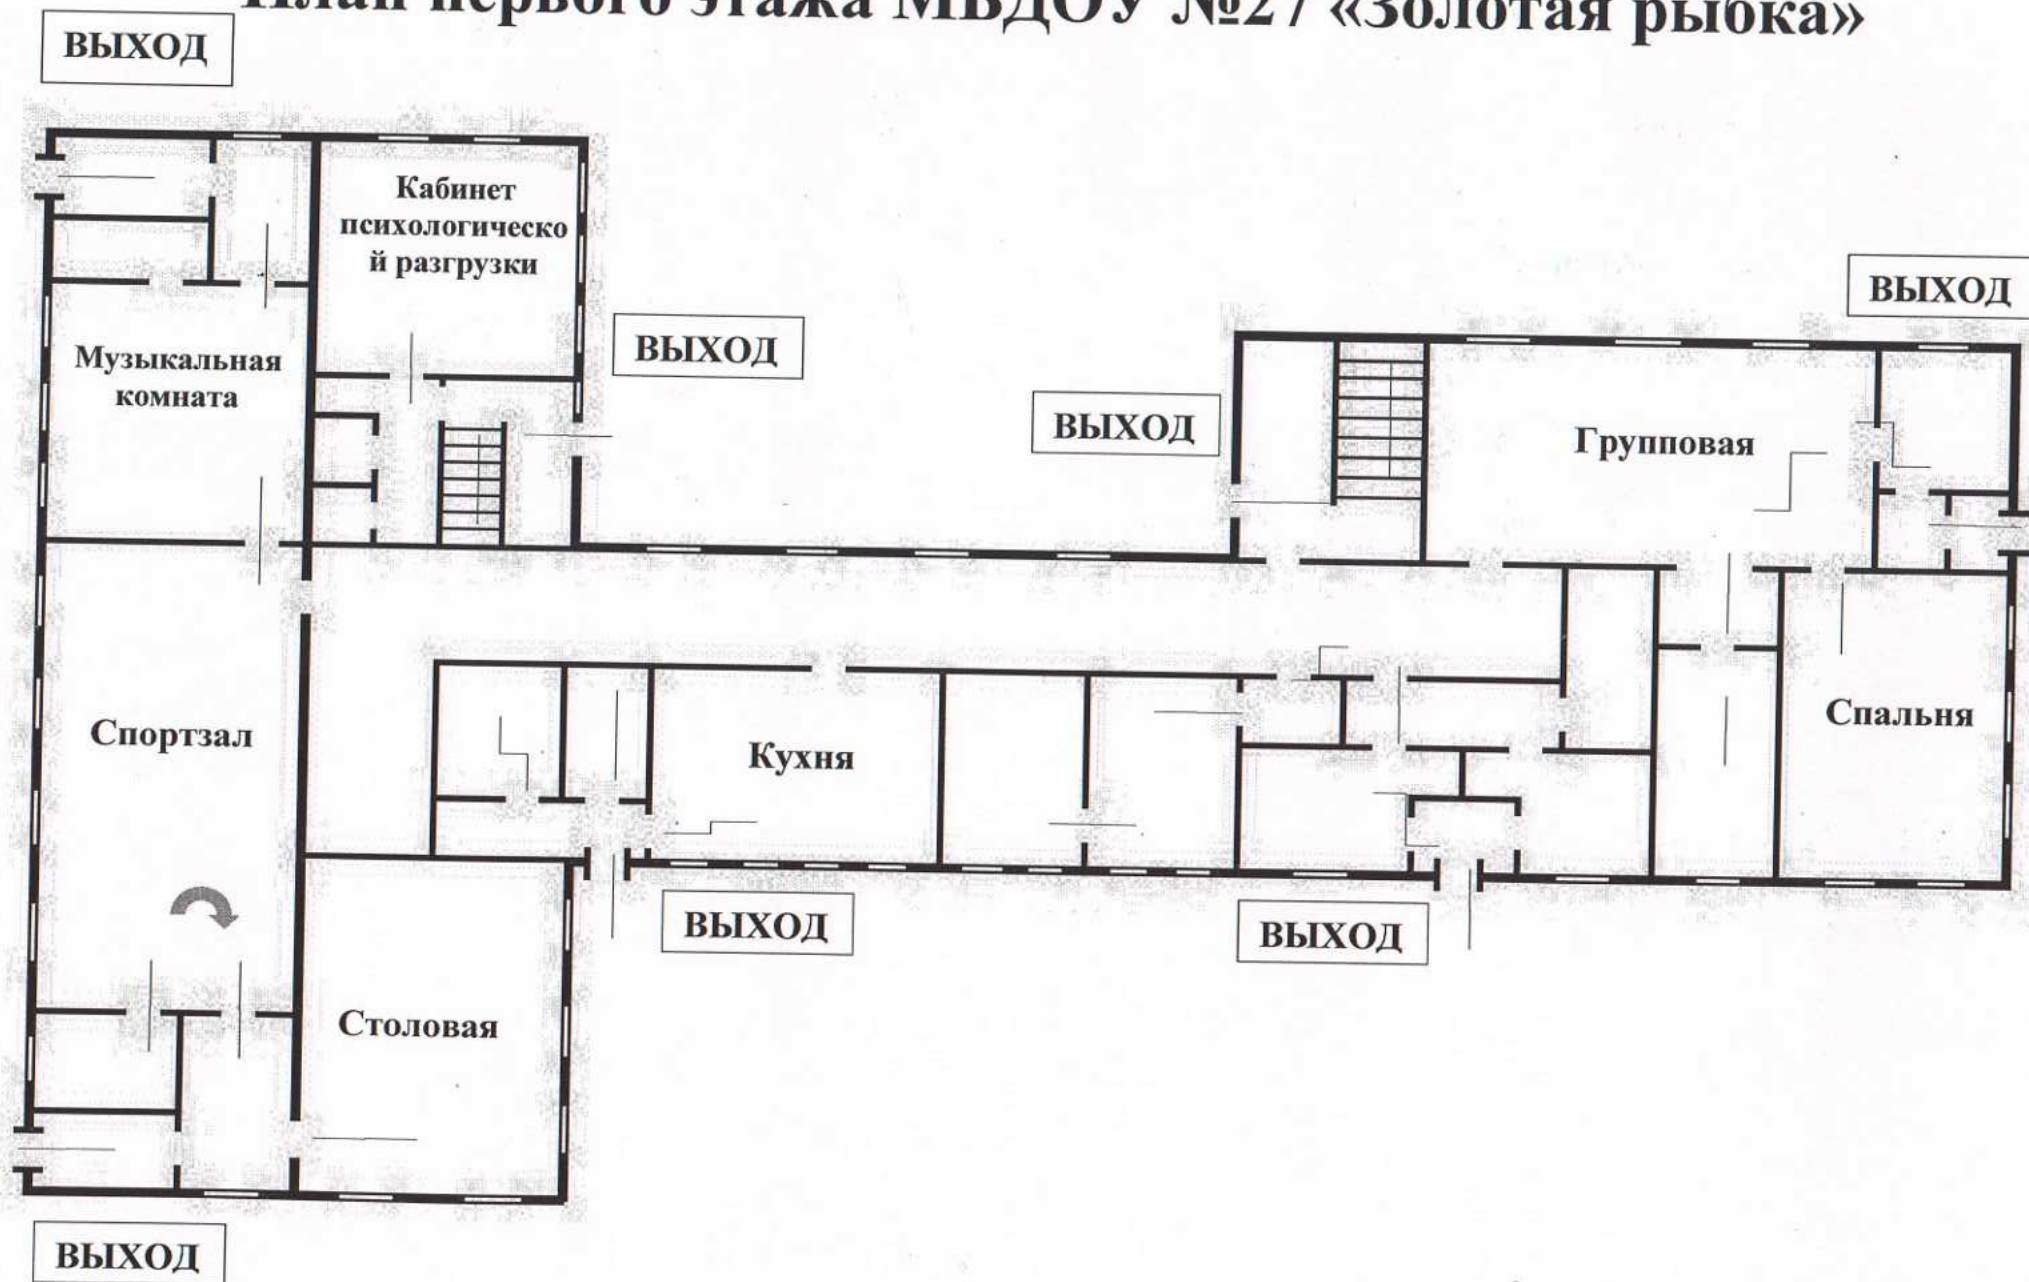 План первого этажа МБДОУ №27 «Золотая рыбка»
ВЫХОД
Кабинет
психологическо
й разгрузки
ВЫХОД
ВЫХОД
Музыкальная
комната
ВЫХОД
Групповая
Спортзал
Кухня
Спальня
ВЫХОД
ВЫХОД
Столовая
ВЫХОД